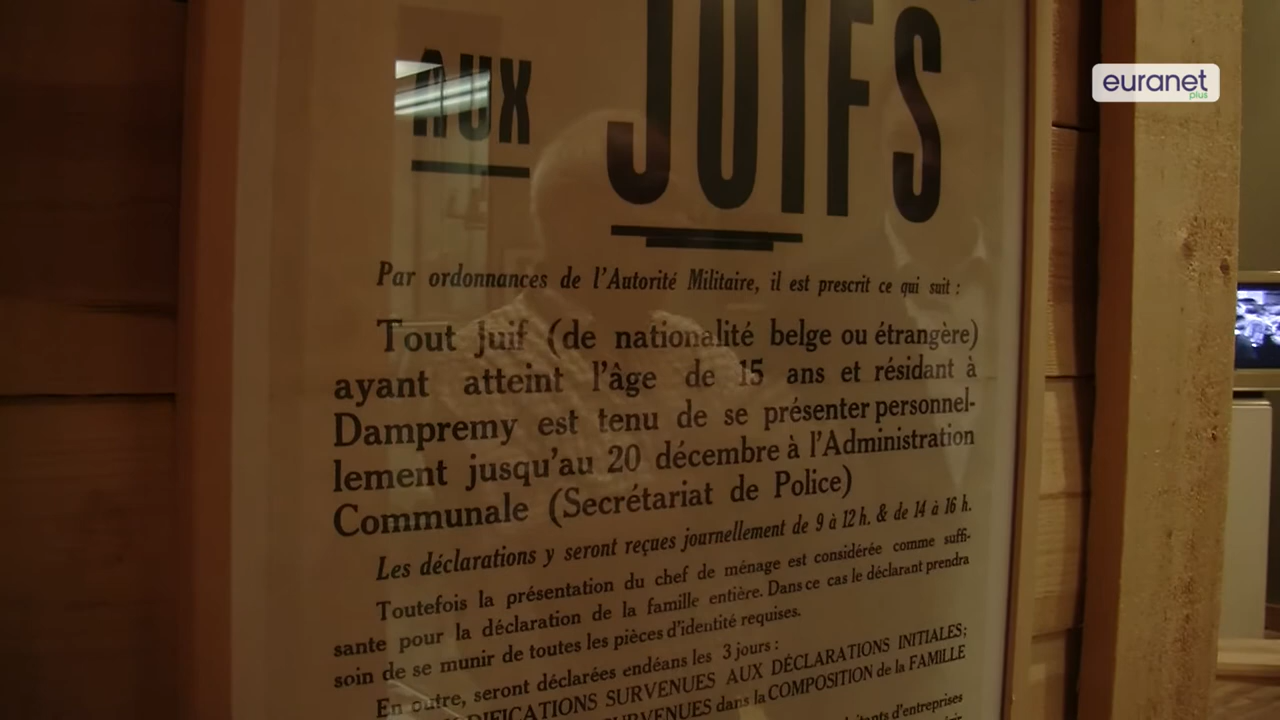 euranet
plus
AUX
JUIFS
Par ordonnances de l'Autorité Militaire, il est prescrit ce qui suit :
Tout Juif (de nationalité belge ou étrangère)
ayant atteint l'âge de 15 ans et résidant à
Dampremy est tenu de se présenter personnel-
lement jusqu'au 20 décembre à l'Administration
Communale (Secrétariat de Police)
Les déclarations y seront reçues journellement de 9 à 12 h. & de 14 à 16 h.
Toutefois la présentation du chef de ménage est considérée comme suffi-
sante pour la déclaration de la famille entière. Dans ce cas le déclarant prendra
soin de se munir de toutes les pièces d'identité requises.
En outre, seront déclarées endéans les 3 jours :
SURVENUES AUX DÉCLARATIONS INITIALES;
dans la COMPOSITION de la FAMILLE
d'entreprises